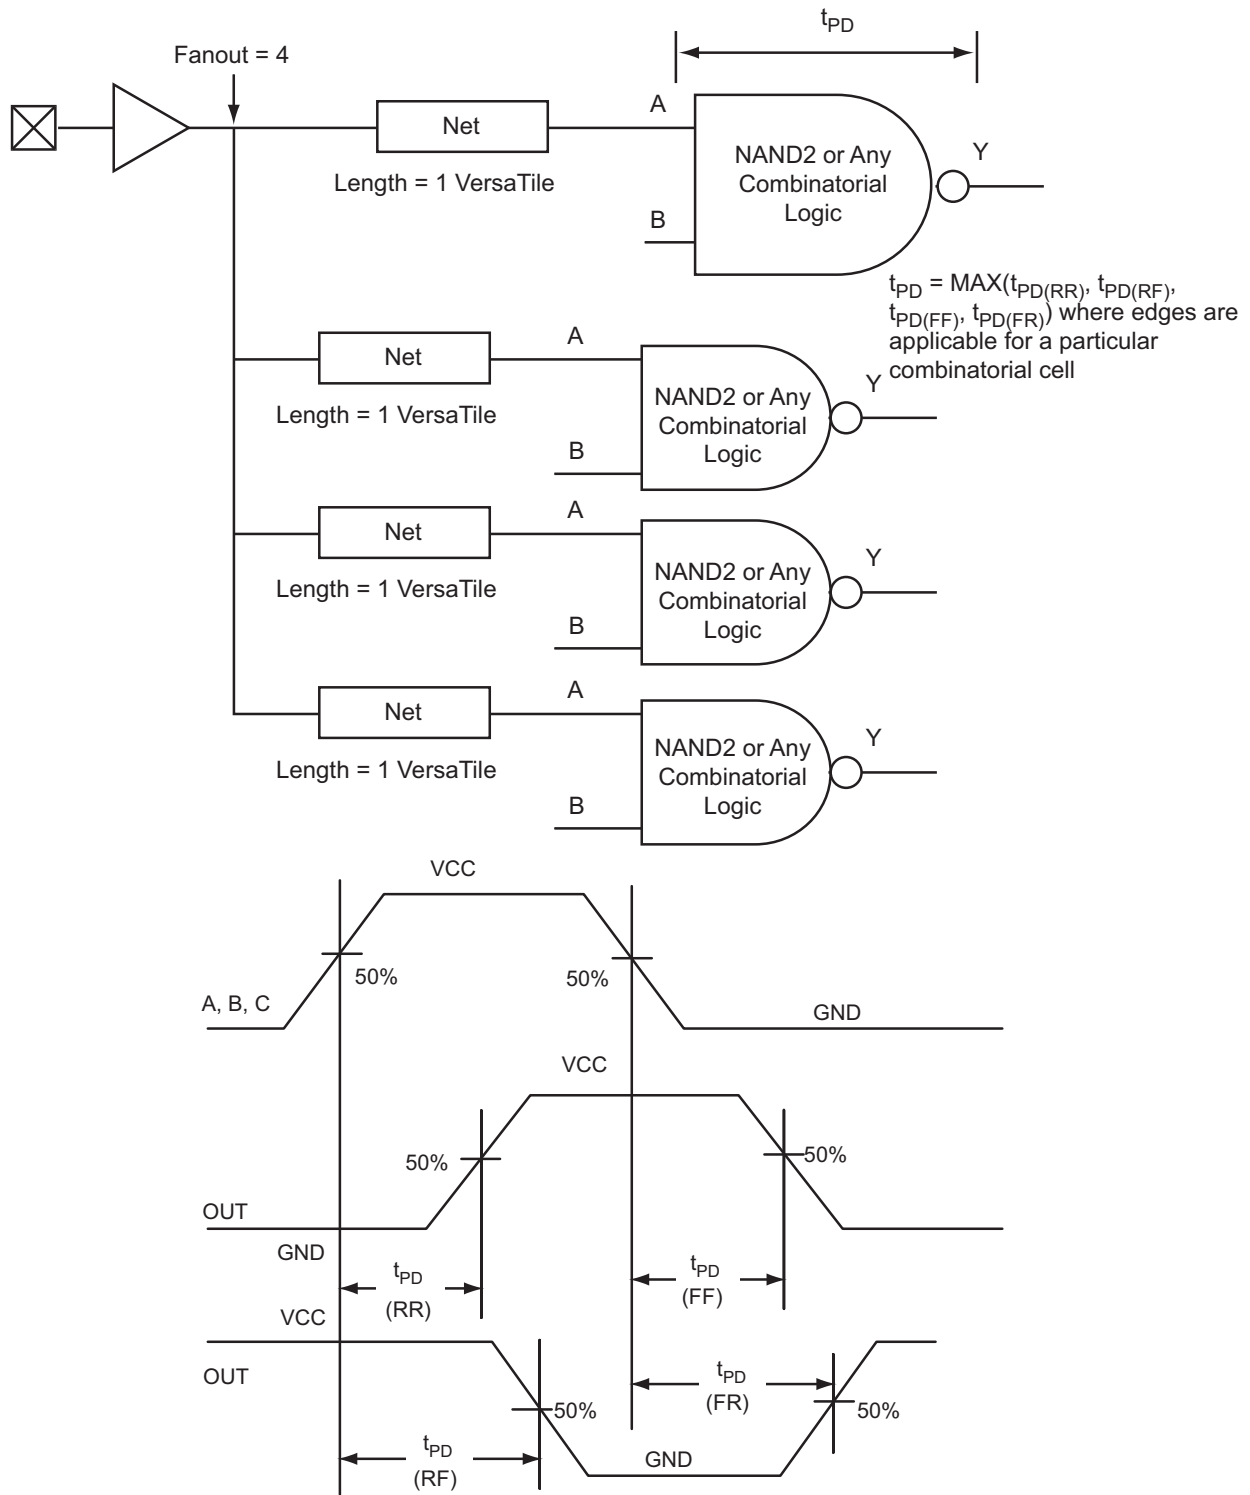 tPD
Fanout = 4
Net
Length = 1 VersaTile
A
B
NAND2 or Any
Combinatorial
Logic
Y
tPD = MAX(tPD(RR), tPD(RF),
tPD(FF), tPD(FR)) where edges are
applicable for a particular
combinatorial cell
Net
Length = 1 VersaTile
A
B
NAND2 or Any
Combinatorial
Logic
Y
Net
Length = 1 VersaTile
A
B
NAND2 or Any
Combinatorial
Logic
Y
Net
Length = 1 VersaTile
A
B
NAND2 or Any
Combinatorial
Logic
Y
VCC
50%
50%
A, B, C
GND
VCC
50%
50%
OUT
GND
tPD
(RR)
tPD
(FF)
VCC
OUT
tPD
(FR)
50%
50%
tPD
(RF)
GND